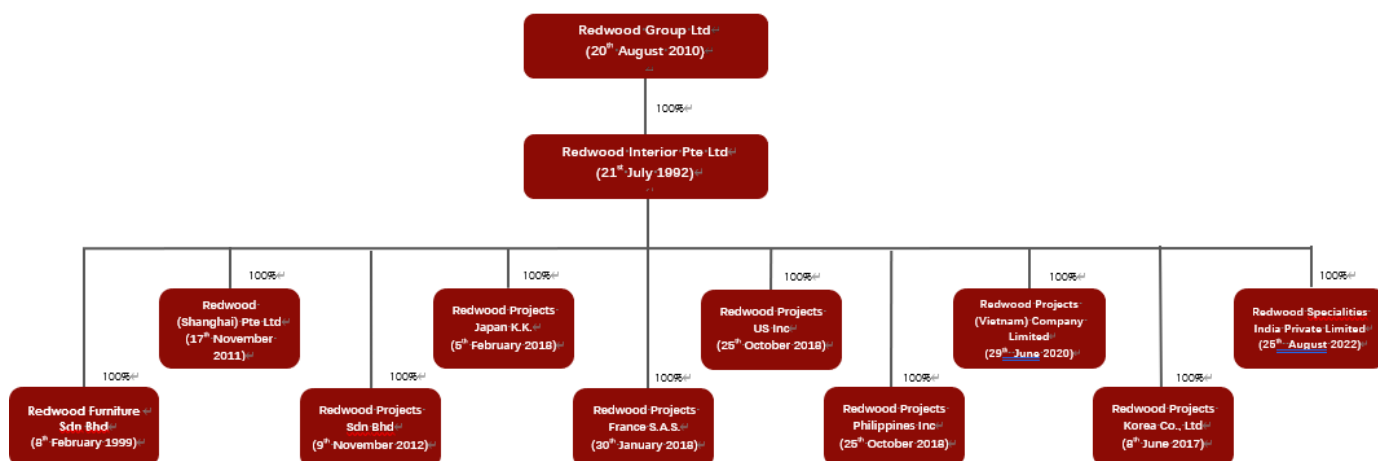 Redwood Group Ltd
(20th August 2010)
100%
Redwood Interior Pte Ltd
(21st July 1992)
100%
100%
100%
100%
100%
Redwood
(Shanghai) Pte Ltd
(17th November
2011)
Redwood Projects
Japan K.K.
(5th February 2018)
Redwood Projects
US Inc
(25th October 2018)
Redwood Projects
(Vietnam) Company
Limited
(29th June 2020)
Redwood Specialities
India Private Limited
(25th August 2022)
100%
100%
100%
100%
100%
Redwood Furniture
Sdn Bhd
(8th February 1999)
Redwood Projects
Sdn Bhd
(9th November 2012)
Redwood Projects
France S.A.S.
(30th January 2018)
Redwood Projects
Philippines Inc
(25th October 2018)
Redwood Projects
Korea Co., Ltd
(8th June 2017)